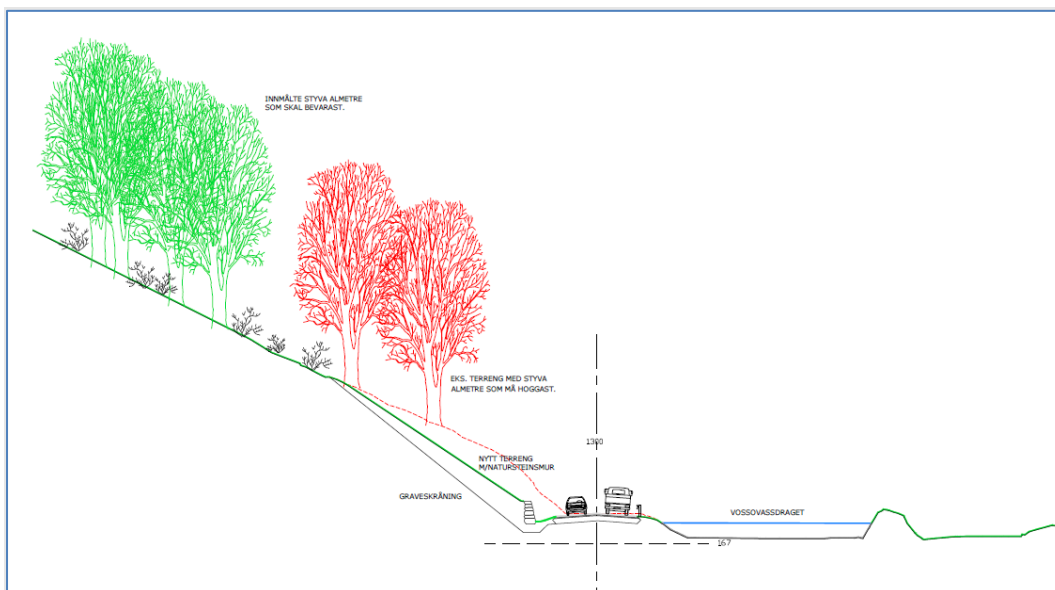 INNMÅLTE STYVA ALMETRE
SOM SKAL BEVARAST.
EKS. TERRENG MED STYVA
ALMETRE SOM MÅ HOGGAST.
1300
NYTT TERRENG
M/NATURSTEINSMUR
GRAVESKRÅNING
VOSSOVASSDRAGET
167